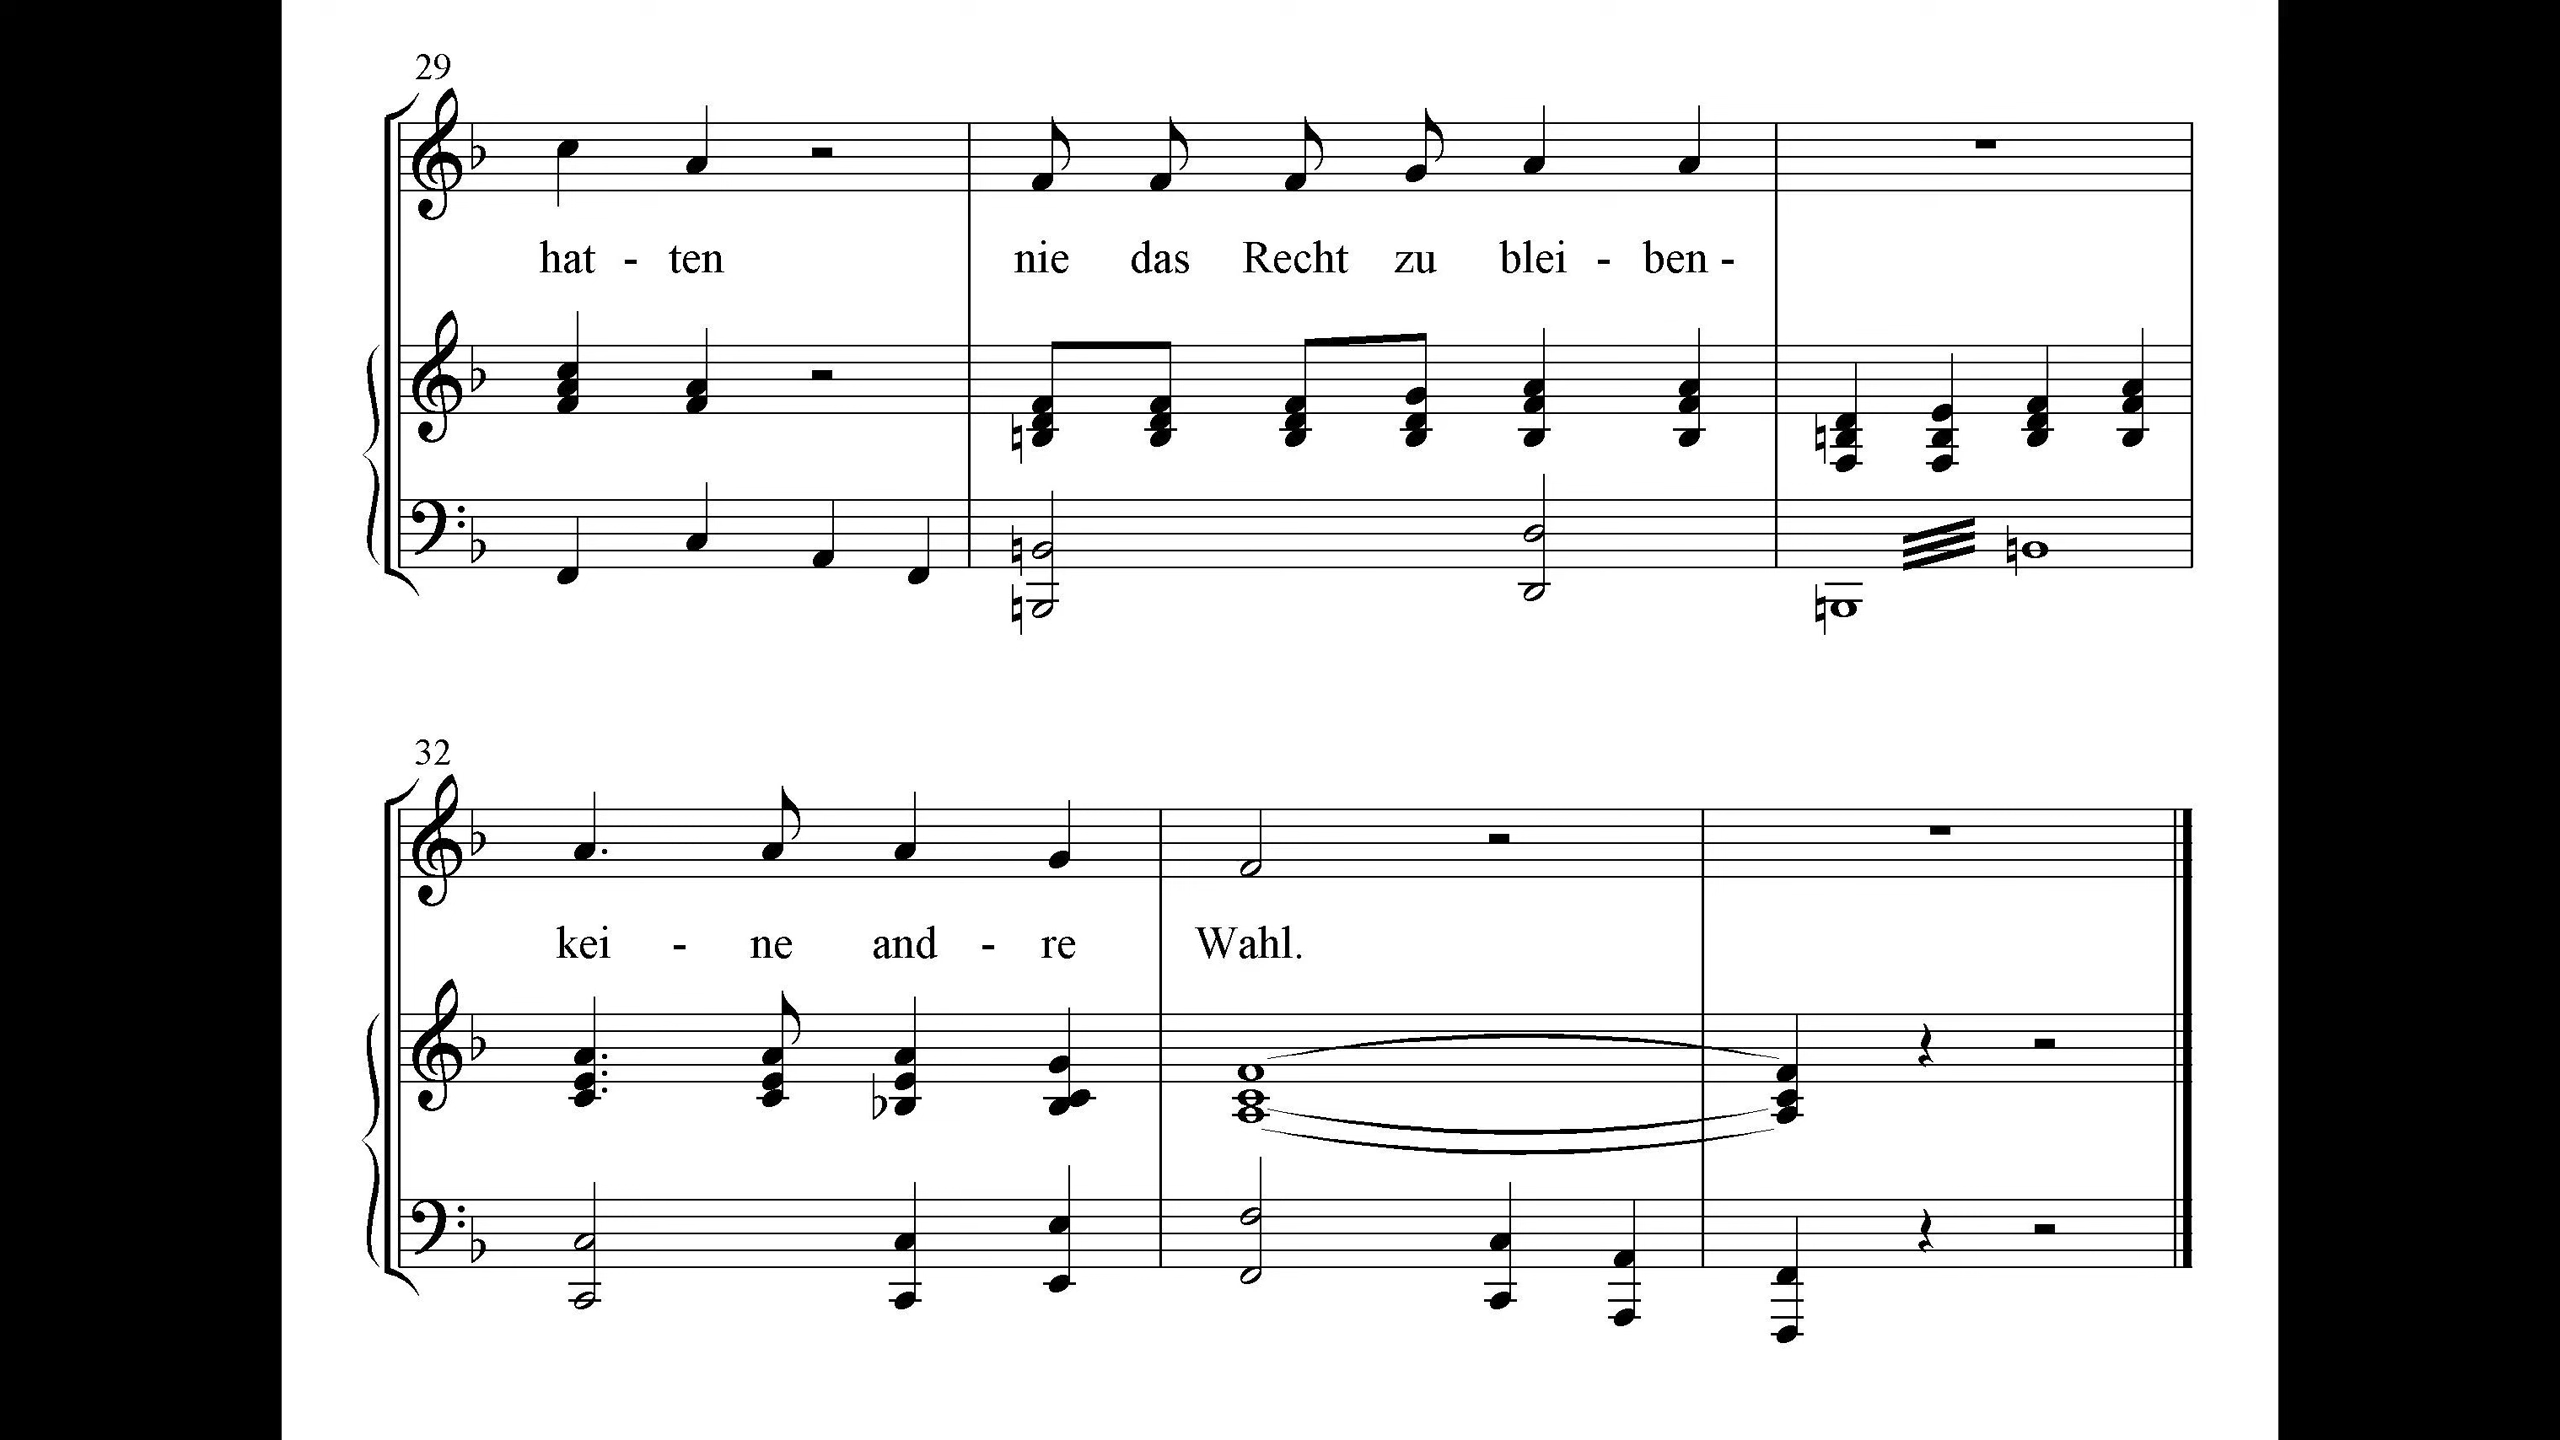 29
hat - ten nie das Recht zu blei - ben -
32
kei - ne and - re Wahl.